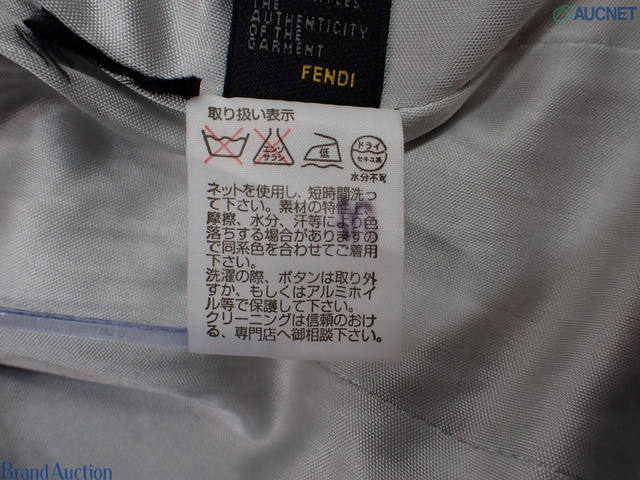 AUCNET
THE
AUTHENTICITY
OF THE
GARMENT
FENDI
取り扱い表示
エンソ
サラシ
低
ドライ
セキユ系
水分不可
ネットを使用し、短時間洗っ
て下さい。素材の特性
摩擦、水分、汗等により色
落ちする場合がありますの
で同系色を合わせてご着用
下さい。
洗濯の際、ボタンは取り外
すか、もしくはアルミホイ
ル等で保護して下さい。
クリーニングは信頼のおけ
る、専門店へ御相談下さい。
Brand Auction